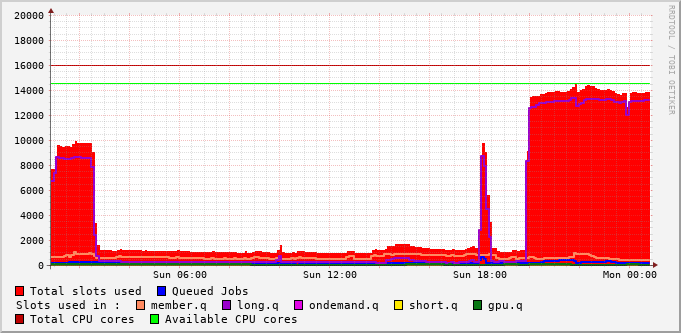 20000
18000
16000
14000
12000
10000
8000
6000
4000
2000
0
Sun 06:00 Sun 12:00 Sun 18:00 Mon 00:00
RRDTOOL / TOBI OETIKER
Total slots used Queued Jobs
Slots used in : member.q long.q ondemand.q short.q gpu.q
Total CPU cores Available CPU cores